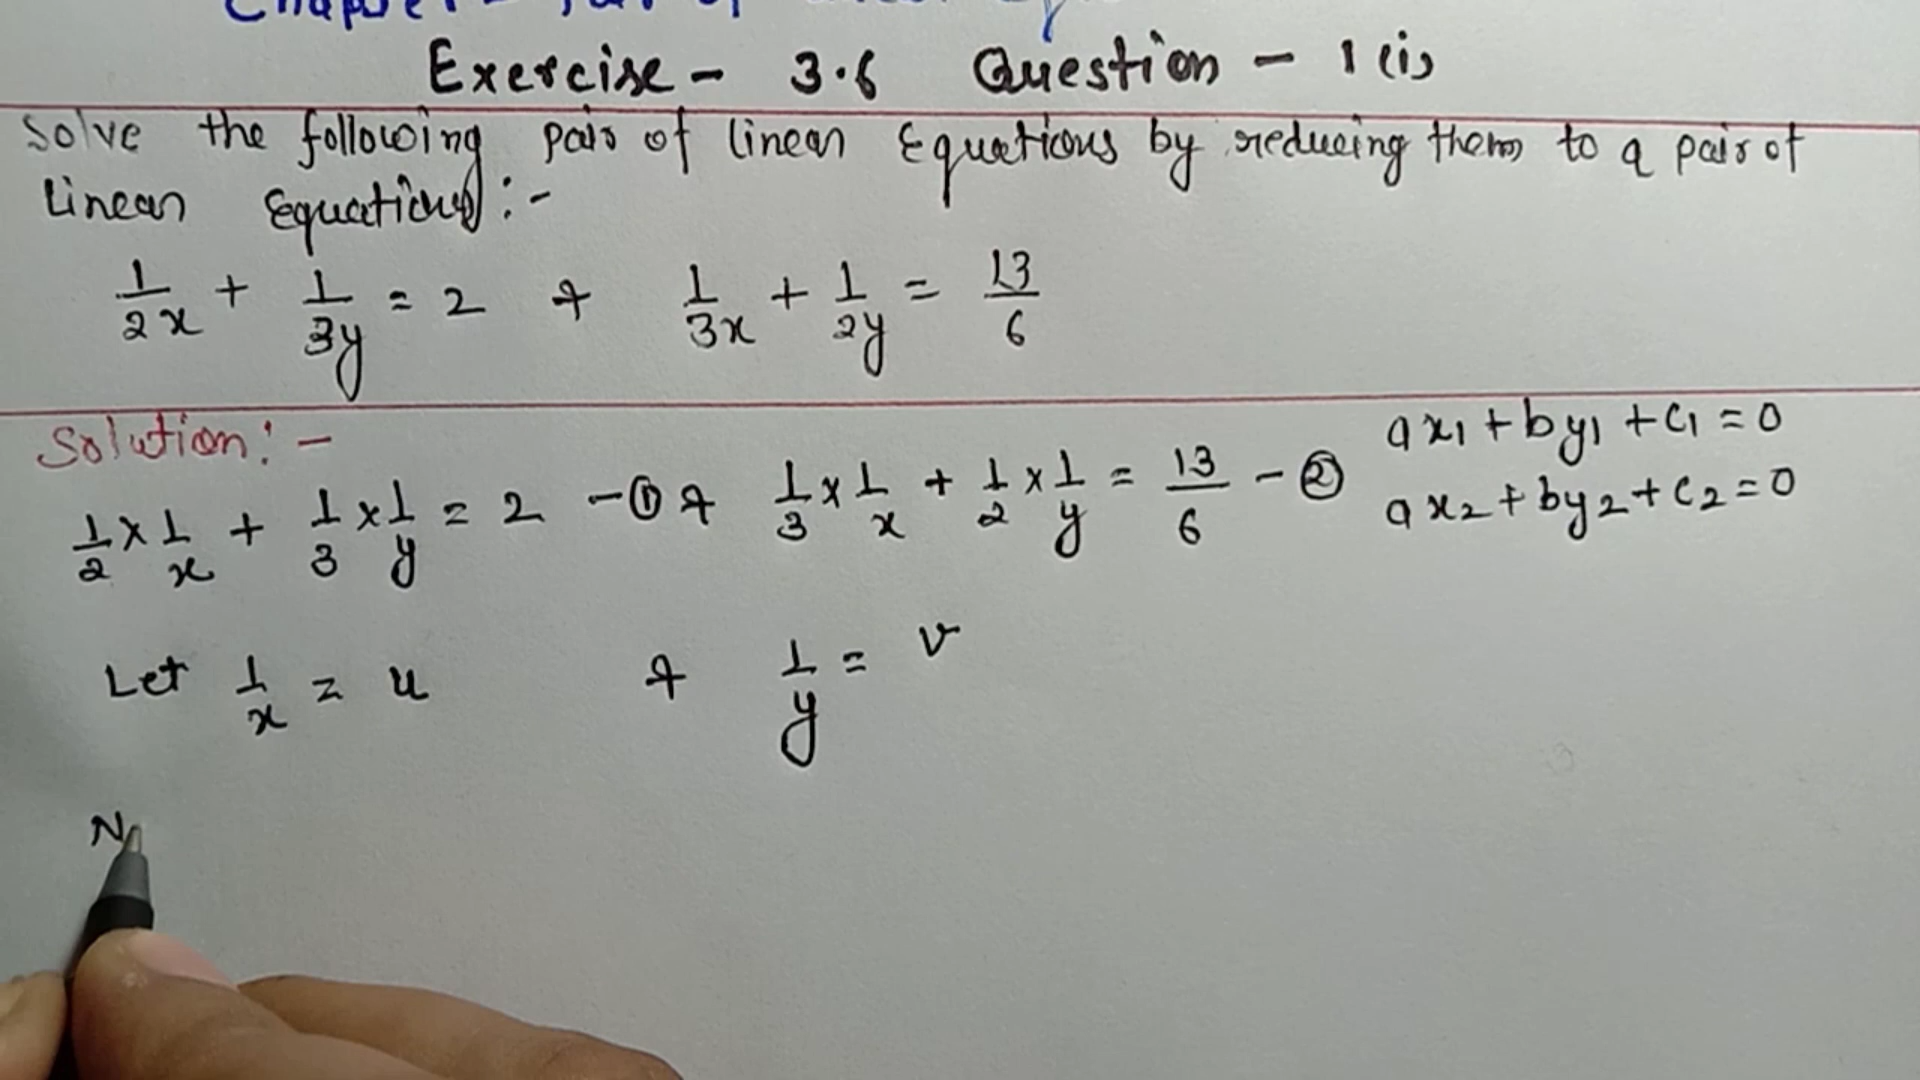 Exercise - 3.6 Question - 1 (i)
Solve the following pair of linear Equations by reducing them to a pair of
linear Equations :-
1/2x + 1/3y = 2 & 1/3x + 1/2y = 13/6
Solution: -
1/2 × 1/x + 1/3 × 1/y = 2 - ① & 1/3 × 1/x + 1/2 × 1/y = 13/6 - ②
ax1 + by1 + c1 = 0
ax2 + by2 + c2 = 0
Let 1/x = u & 1/y = v
N